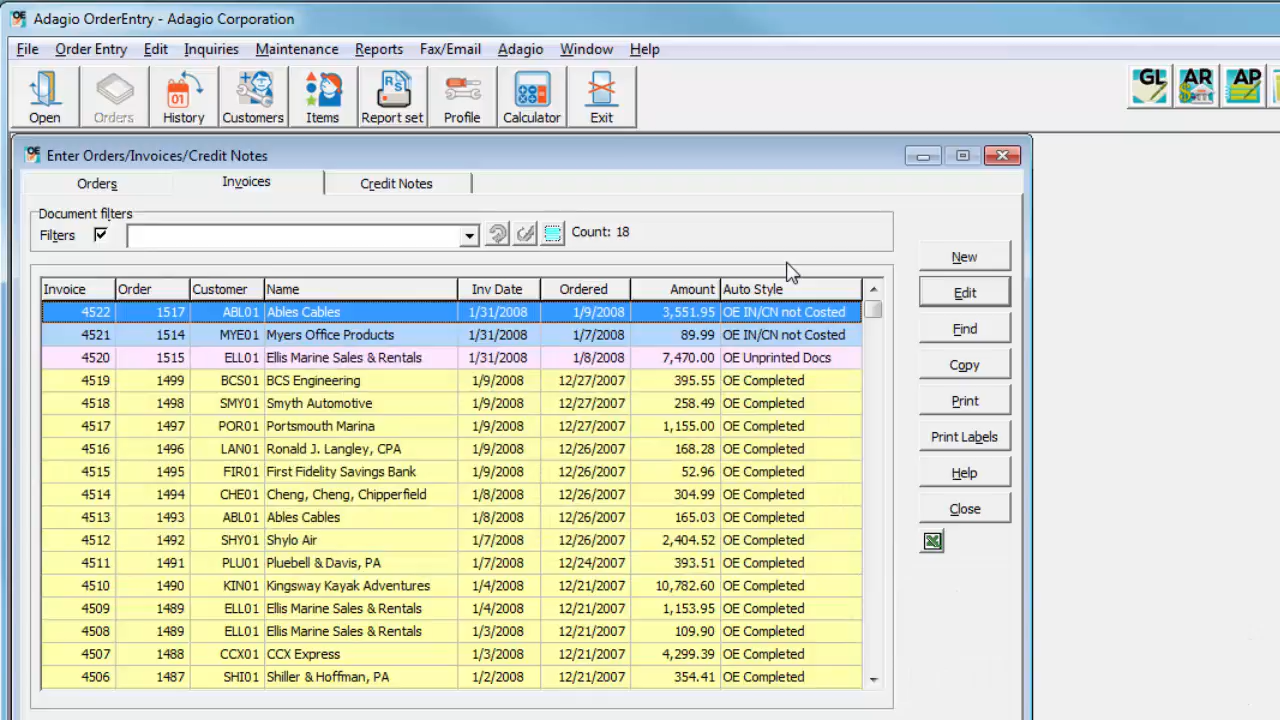 Adagio OrderEntry - Adagio Corporation
File Order Entry Edit Inquiries Maintenance Reports Fax/Email Adagio Window Help
GL AR AP
Open Orders History Customers Items Report set Profile Calculator Exit
Enter Orders/Invoices/Credit Notes
Orders Invoices Credit Notes
Document filters
Filters Count: 18
Invoice Order Customer Name Inv Date Ordered Amount Auto Style
4522 1517 ABL01 Ables Cables 1/31/2008 1/9/2008 3,551.95 OE IN/CN not Costed
4521 1514 MYE01 Myers Office Products 1/31/2008 1/7/2008 89.99 OE IN/CN not Costed
4520 1515 ELL01 Ellis Marine Sales & Rentals 1/31/2008 1/8/2008 7,470.00 OE Unprinted Docs
4519 1499 BCS01 BCS Engineering 1/9/2008 12/27/2007 395.55 OE Completed
4518 1498 SMY01 Smyth Automotive 1/9/2008 12/27/2007 258.49 OE Completed
4517 1497 POR01 Portsmouth Marina 1/9/2008 12/27/2007 1,155.00 OE Completed
4516 1496 LAN01 Ronald J. Langley, CPA 1/9/2008 12/26/2007 168.28 OE Completed
4515 1495 FIR01 First Fidelity Savings Bank 1/9/2008 12/26/2007 52.96 OE Completed
4514 1494 CHE01 Cheng, Cheng, Chipperfield 1/8/2008 12/26/2007 304.99 OE Completed
4513 1493 ABL01 Ables Cables 1/8/2008 12/26/2007 165.03 OE Completed
4512 1492 SHY01 Shylo Air 1/7/2008 12/26/2007 2,404.52 OE Completed
4511 1491 PLU01 Pluebell & Davis, PA 1/7/2008 12/24/2007 393.51 OE Completed
4510 1490 KIN01 Kingsway Kayak Adventures 1/4/2008 12/21/2007 10,782.60 OE Completed
4509 1489 ELL01 Ellis Marine Sales & Rentals 1/4/2008 12/21/2007 1,153.95 OE Completed
4508 1489 ELL01 Ellis Marine Sales & Rentals 1/3/2008 12/21/2007 109.90 OE Completed
4507 1488 CCX01 CCX Express 1/3/2008 12/21/2007 4,299.39 OE Completed
4506 1487 SHI01 Shiller & Hoffman, PA 1/2/2008 12/21/2007 354.41 OE Completed
New
Edit
Find
Copy
Print
Print Labels
Help
Close